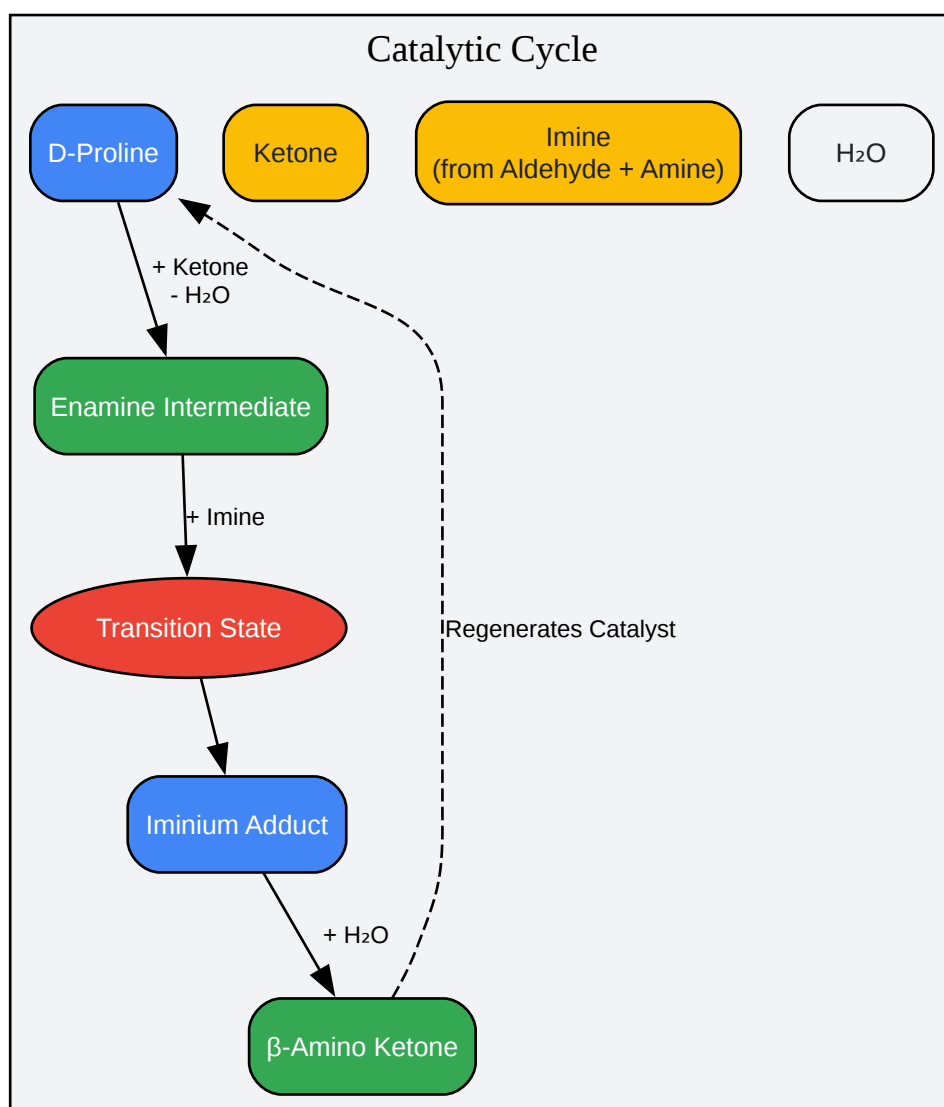 Catalytic Cycle
D-Proline
Ketone
Imine
(from Aldehyde + Amine)
H₂O
+ Ketone
- H₂O
Enamine Intermediate
+ Imine
Transition State
Regenerates Catalyst
Iminium Adduct
+ H₂O
β-Amino Ketone